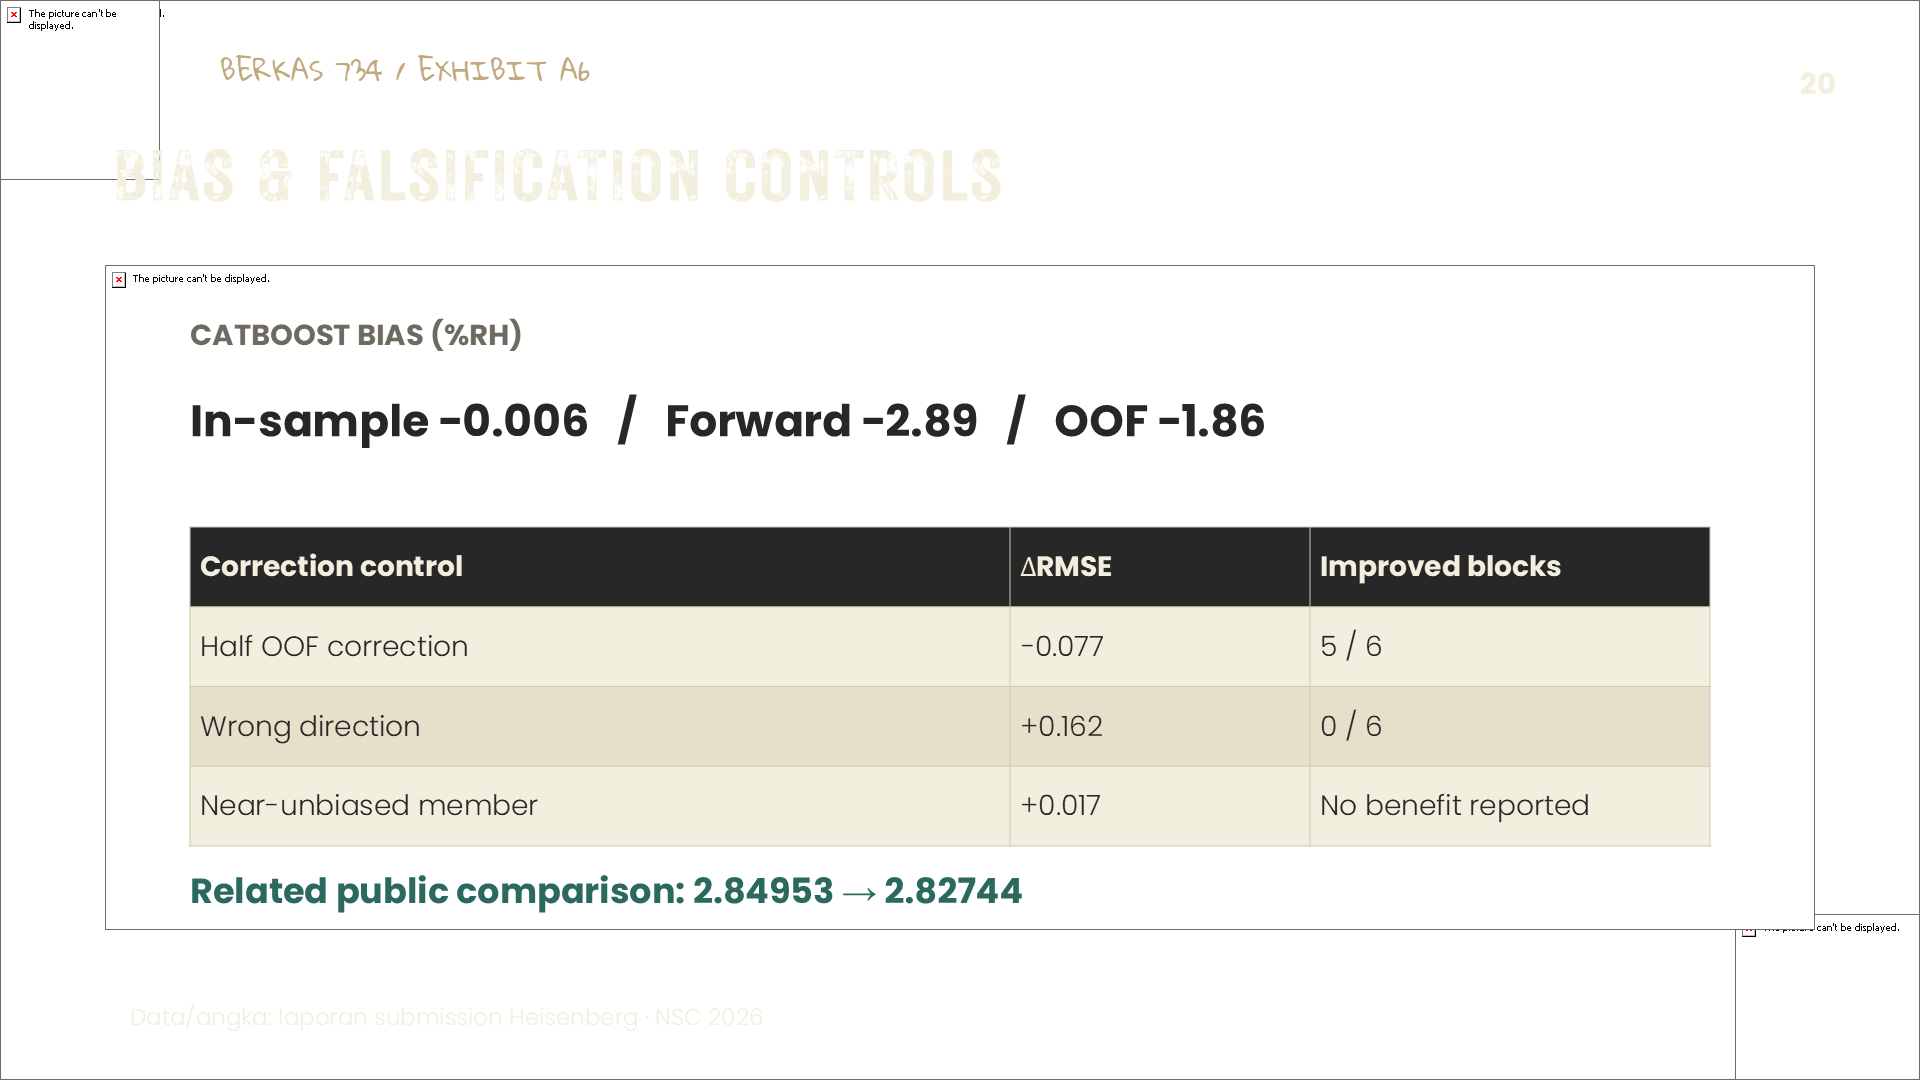 The picture can't be
displayed.
BERKAS 734 / EXHIBIT A6
20
BIAS & FALSIFICATION CONTROLS
The picture can't be displayed.
CATBOOST BIAS (%RH)
In-sample -0.006 / Forward -2.89 / OOF -1.86
Correction control ΔRMSE Improved blocks
Half OOF correction -0.077 5 / 6
Wrong direction +0.162 0 / 6
Near-unbiased member +0.017 No benefit reported
Related public comparison: 2.84953 → 2.82744
The picture can't be displayed.
Data/angka: laporan submission Heisenberg · NSC 2026